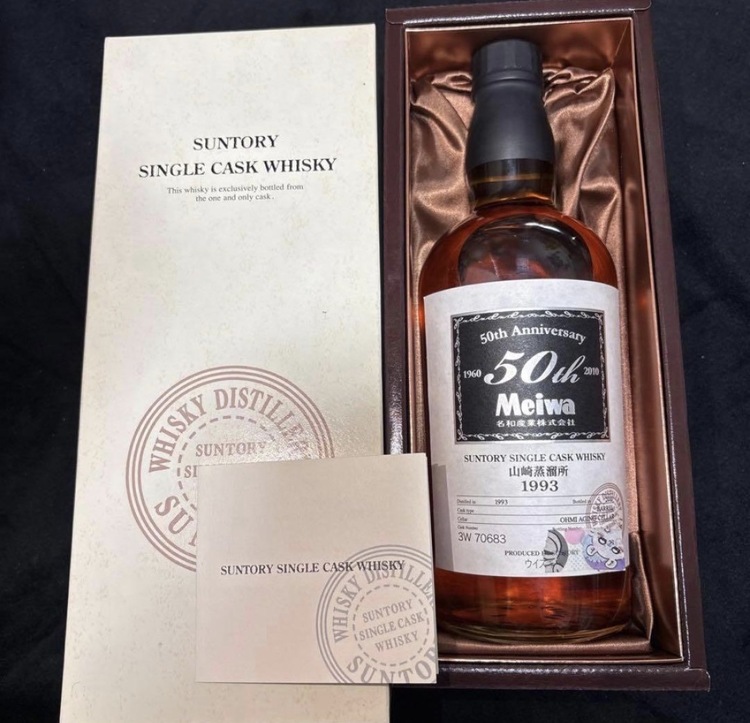 SUNTORY
SINGLE CASK WHISKY
This whisky is exclusively bottled from
the one and only cask.
WHISKY DISTILLE
SUNTORY
SUNTORY SINGLE CASK WHISKY
WHISKY DISTILLE
SUNTORY
SINGLE CASK
WHISKY
SUNTO
50th Anniversary
1960 50th 2010
Meiwa
名和産業株式会社
SUNTORY SINGLE CASK WHISKY
山崎蒸溜所
1993
Distilled in 1993
Cask type
Cellar OHMI AGING CELLAR
Cask Number
3W 70683
PRODUCED
ウイス